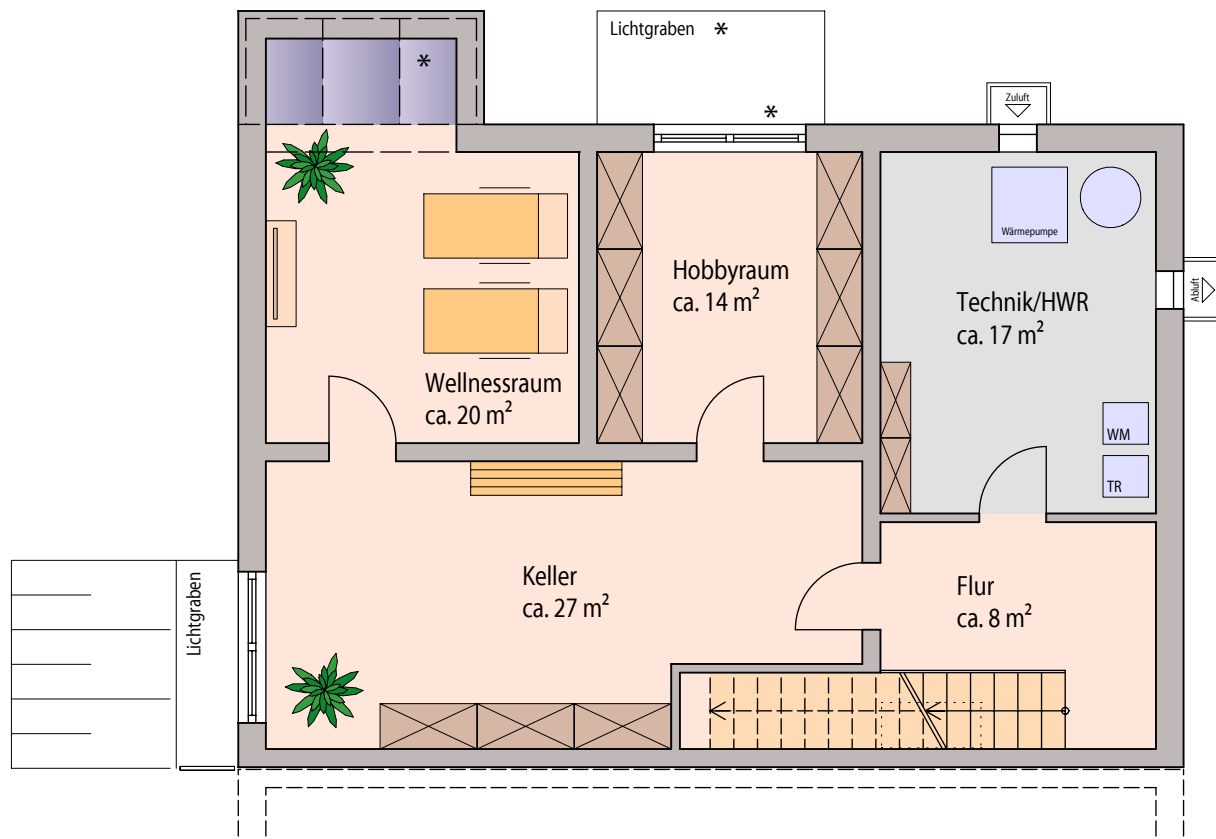 Lichtgraben *
*
*
Zuluft
Wärmepumpe
Abluft
Hobbyraum
ca. 14 m²
Technik/HWR
ca. 17 m²
Wellnessraum
ca. 20 m²
WM
TR
Lichtgraben
Keller
ca. 27 m²
Flur
ca. 8 m²